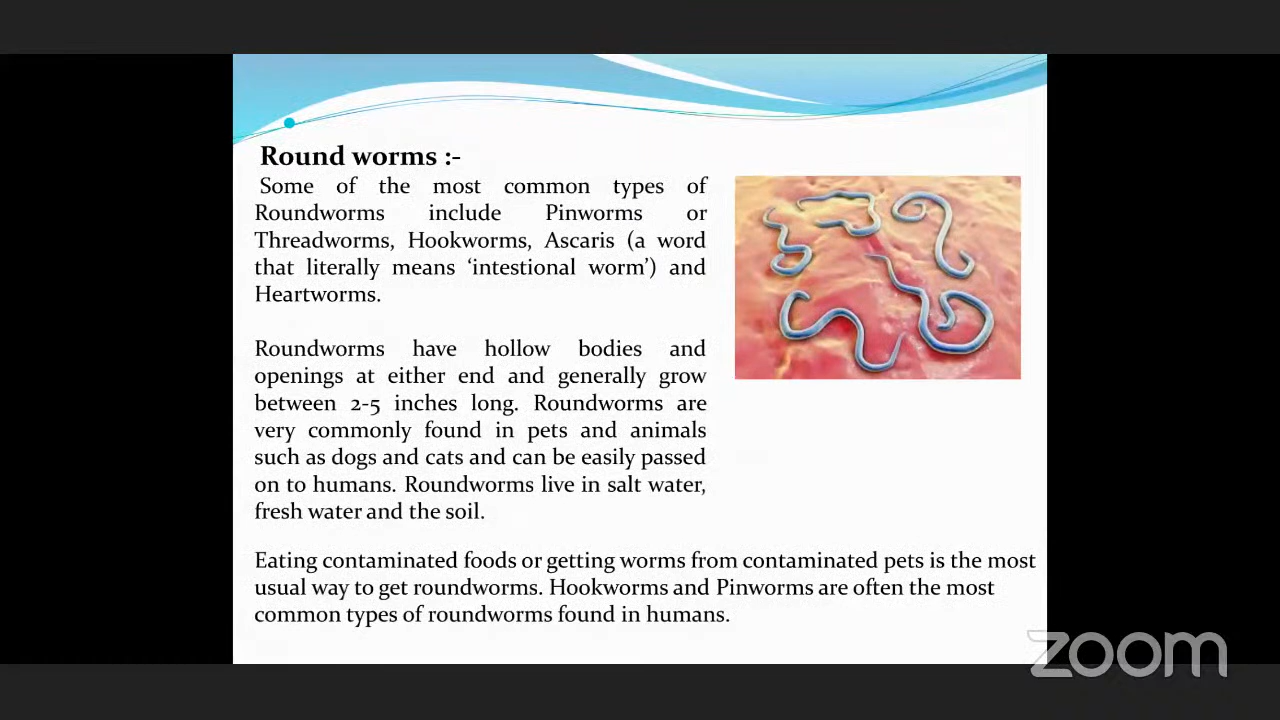 Round worms :-
Some of the most common types of
Roundworms include Pinworms or
Threadworms, Hookworms, Ascaris (a word
that literally means ‘intestional worm’) and
Heartworms.
Roundworms have hollow bodies and
openings at either end and generally grow
between 2-5 inches long. Roundworms are
very commonly found in pets and animals
such as dogs and cats and can be easily passed
on to humans. Roundworms live in salt water,
fresh water and the soil.
Eating contaminated foods or getting worms from contaminated pets is the most
usual way to get roundworms. Hookworms and Pinworms are often the most
common types of roundworms found in humans.
zoom